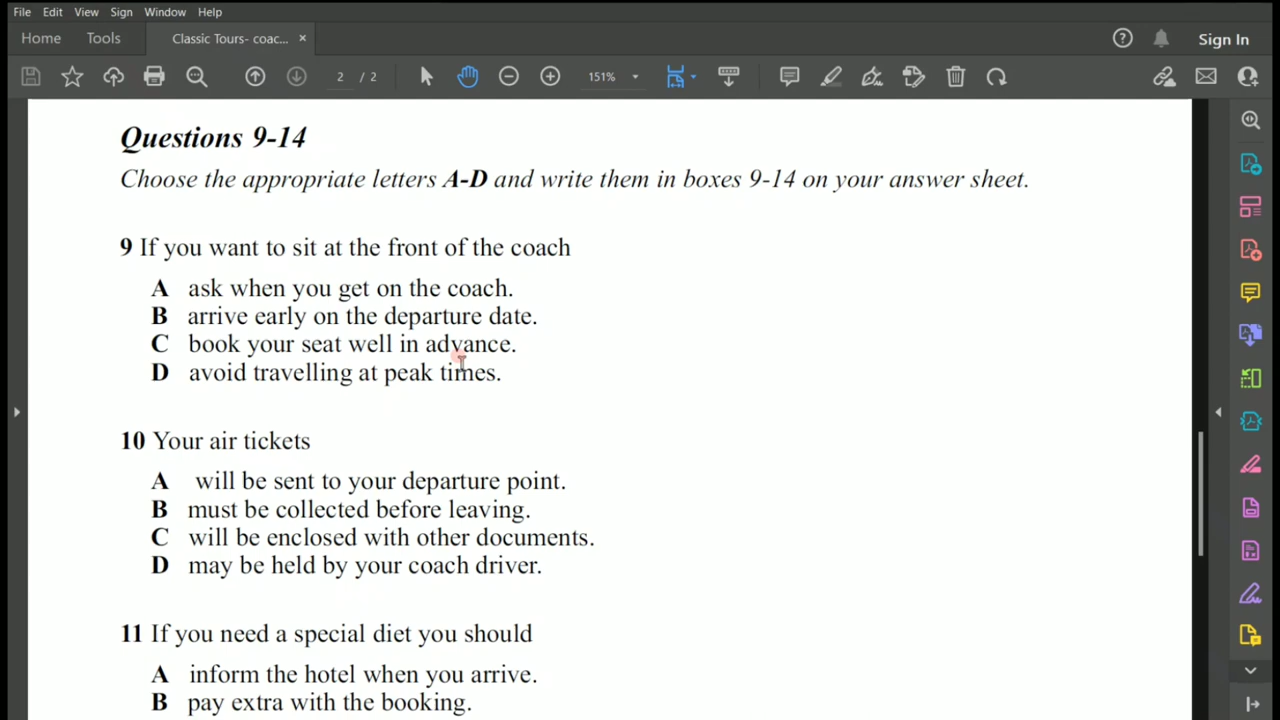 File Edit View Sign Window Help
Home Tools Classic Tours- coac... × Sign In
2 / 2 151%
Questions 9-14
Choose the appropriate letters A-D and write them in boxes 9-14 on your answer sheet.
9 If you want to sit at the front of the coach
A ask when you get on the coach.
B arrive early on the departure date.
C book your seat well in advance.
D avoid travelling at peak times.
10 Your air tickets
A will be sent to your departure point.
B must be collected before leaving.
C will be enclosed with other documents.
D may be held by your coach driver.
11 If you need a special diet you should
A inform the hotel when you arrive.
B pay extra with the booking.